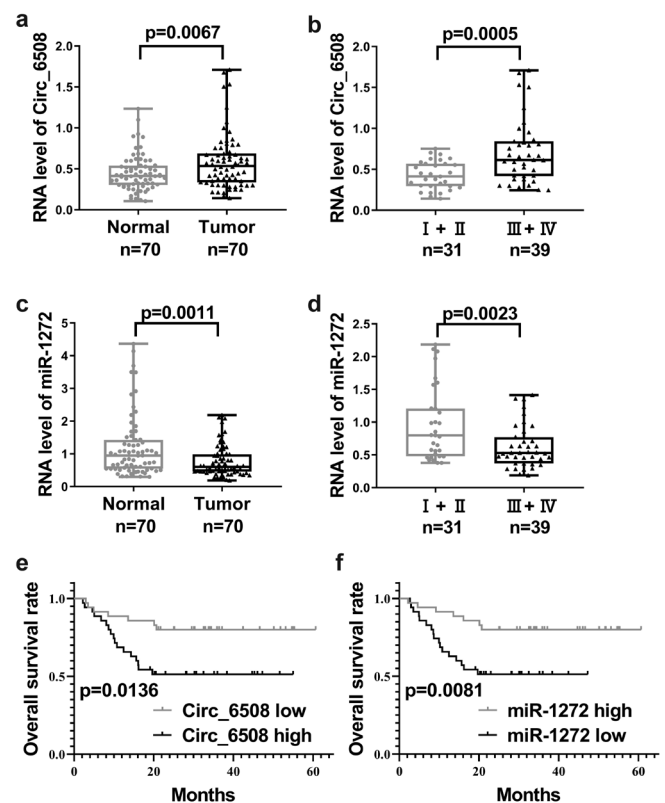 a
p=0.0067
RNA level of Circ_6508
2.0
1.5
1.0
0.5
0.0
Normal
Tumor
n=70
n=70
b
p=0.0005
RNA level of Circ_6508
2.0
1.5
1.0
0.5
0.0
Ⅰ + Ⅱ
Ⅲ + Ⅳ
n=31
n=39
c
p=0.0011
RNA level of miR-1272
5
4
3
2
1
0
Normal
Tumor
n=70
n=70
d
p=0.0023
RNA level of miR-1272
2.5
2.0
1.5
1.0
0.5
0.0
Ⅰ + Ⅱ
Ⅲ + Ⅳ
n=31
n=39
e
Overall survival rate
1.0
0.5
0.0
p=0.0136
Circ_6508 low
Circ_6508 high
0
20
40
60
Months
f
Overall survival rate
1.0
0.5
0.0
p=0.0081
miR-1272 high
miR-1272 low
0
20
40
60
Months